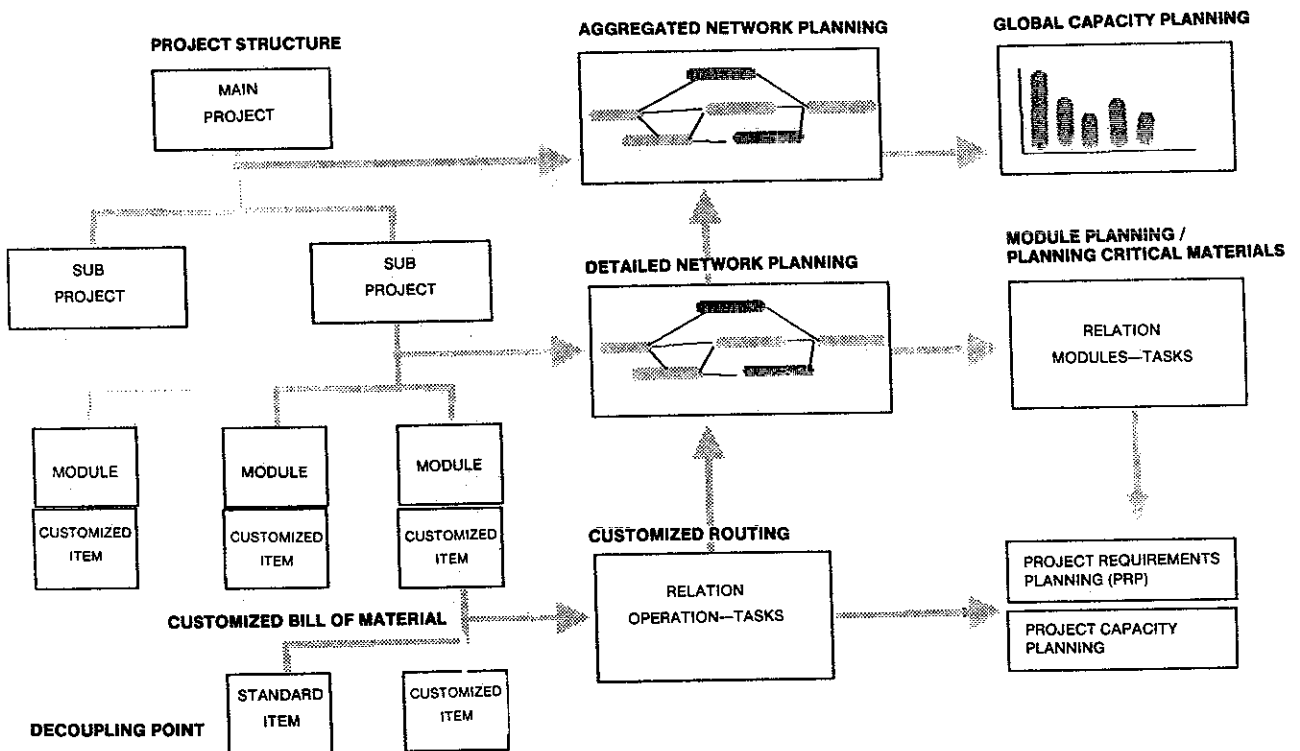 PROJECT STRUCTURE
AGGREGATED NETWORK PLANNING
GLOBAL CAPACITY PLANNING
MAIN
PROJECT
SUB
PROJECT
SUB
PROJECT
DETAILED NETWORK PLANNING
MODULE PLANNING /
PLANNING CRITICAL MATERIALS
RELATION
MODULES—TASKS
MODULE
MODULE
MODULE
CUSTOMIZED
ITEM
CUSTOMIZED
ITEM
CUSTOMIZED
ITEM
CUSTOMIZED ROUTING
RELATION
OPERATION—TASKS
PROJECT REQUIREMENTS
PLANNING (PRP)
PROJECT CAPACITY
PLANNING
CUSTOMIZED BILL OF MATERIAL
STANDARD
ITEM
CUSTOMIZED
ITEM
DECOUPLING POINT